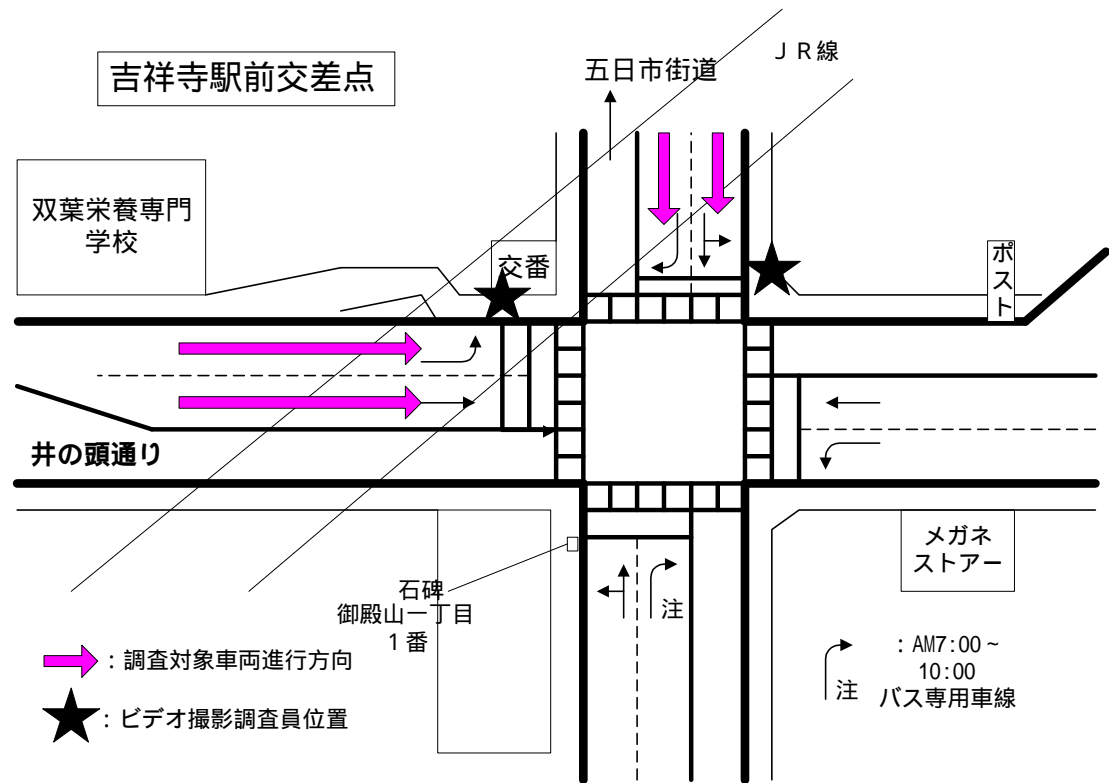 吉祥寺駅前交差点
JR線
五日市街道
双葉栄養専門
学校
交番
ポスト
井の頭通り
メガネ
ストアー
石碑
御殿山一丁目
1番
注
：調査対象車両進行方向
：ビデオ撮影調査員位置
注
：AM7:00～
10:00
バス専用車線